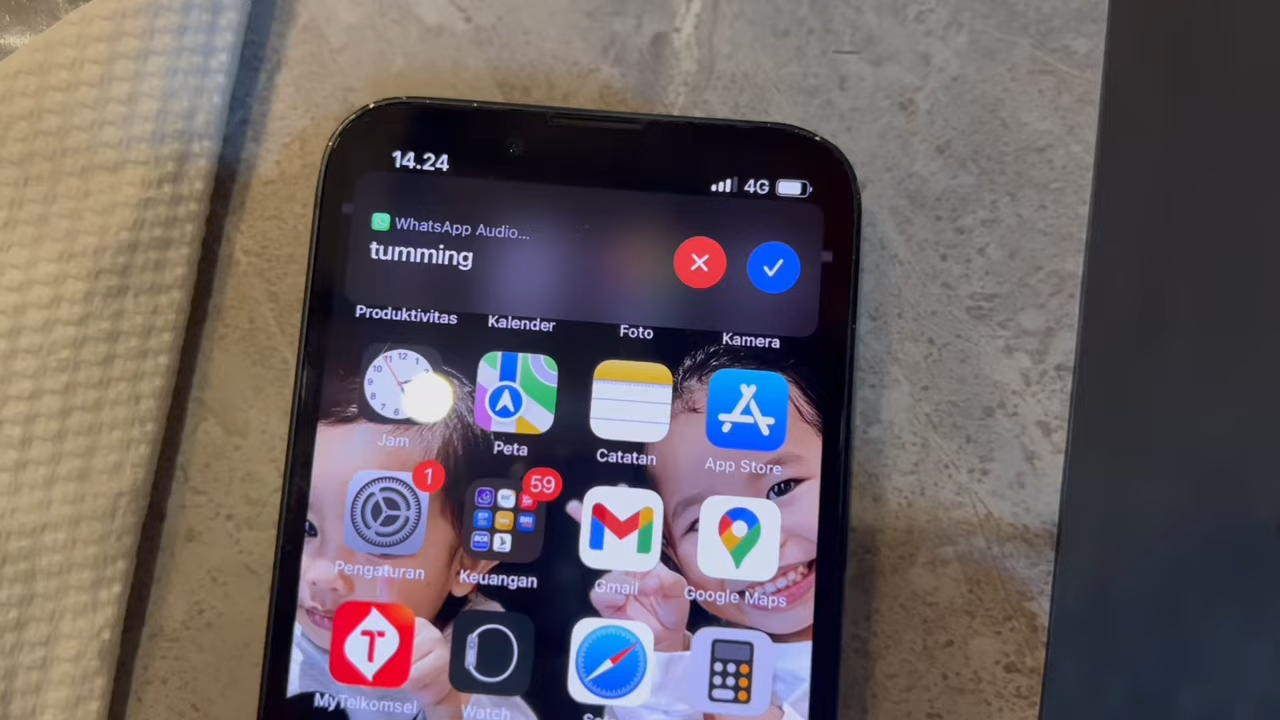 14.24
4G
WhatsApp Audio...
tumming
Produktivitas
Kalender
Foto
Kamera
Jam
Peta
Catatan
App Store
1
59
Pengaturan
Keuangan
Gmail
Google Maps
MyTelkomsel
Watch